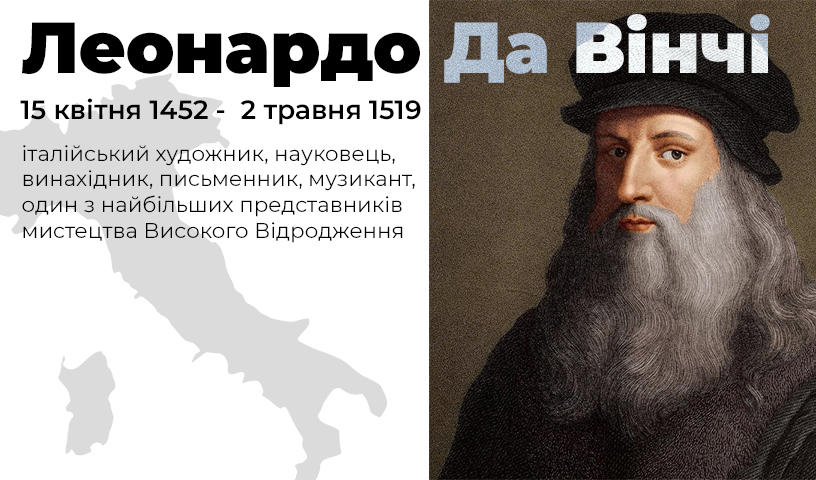 Леонардо Да Вінчі
15 квітня 1452 - 2 травня 1519
італійський художник, науковець,
винахідник, письменник, музикант,
один з найбільших представників
мистецтва Високого Відродження